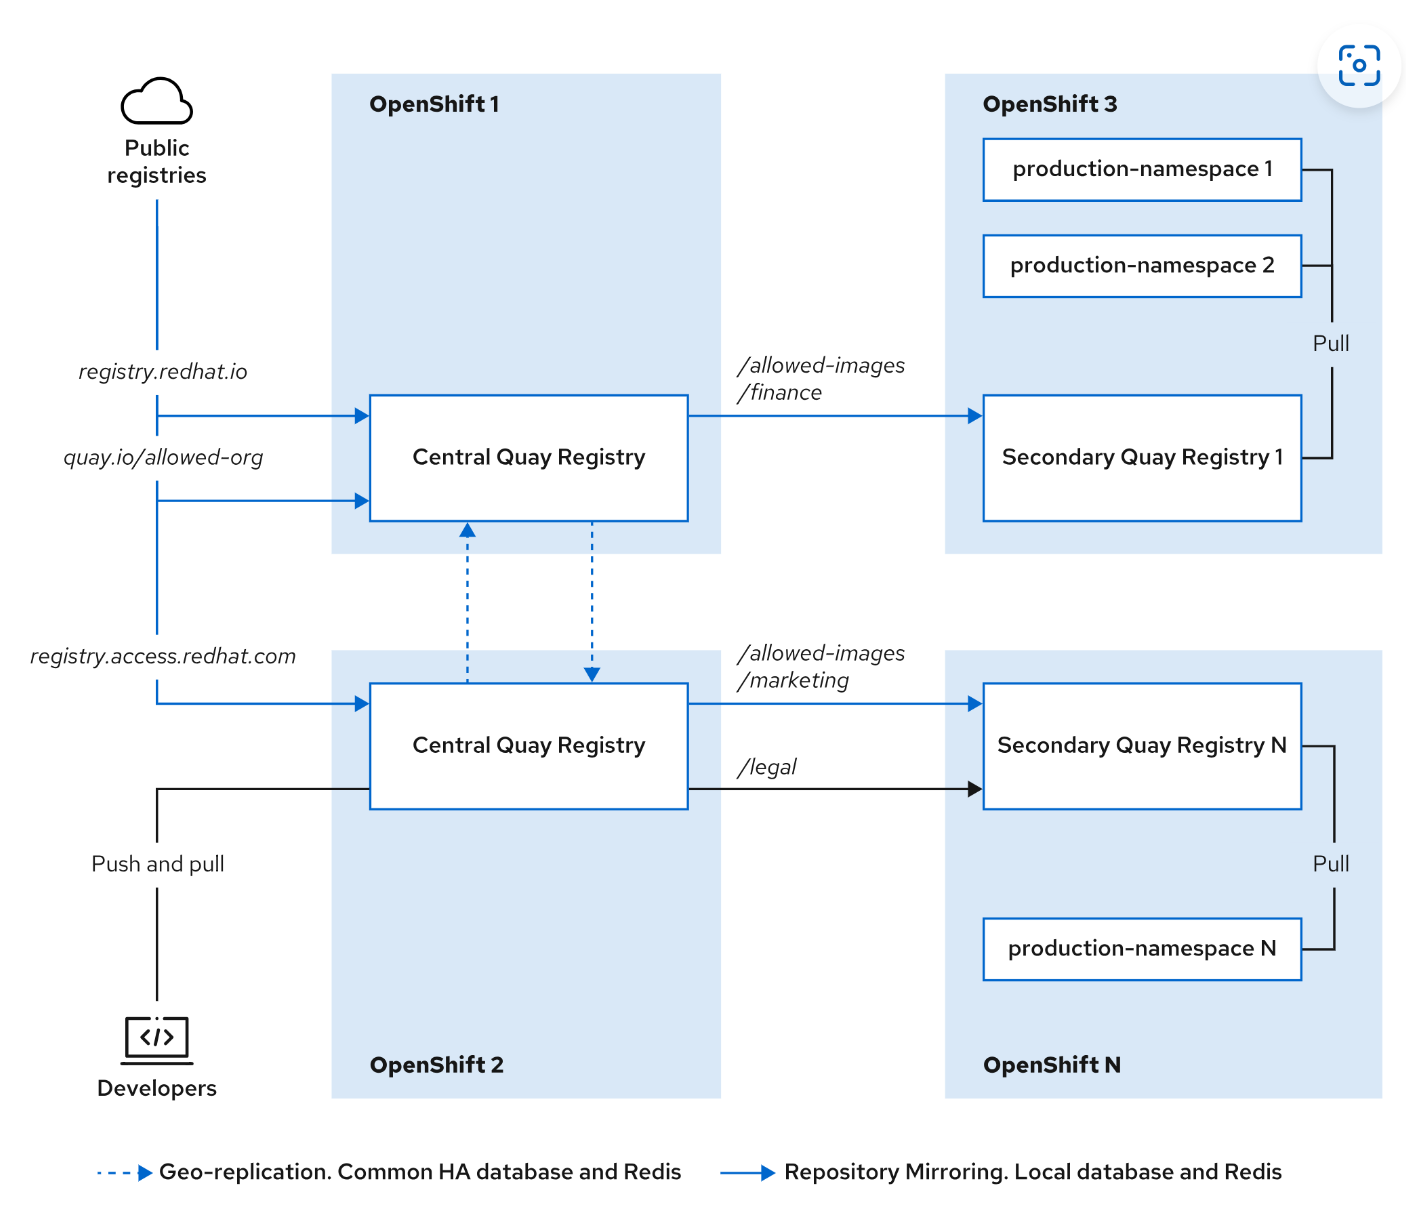 OpenShift 1
OpenShift 3
Public
registries
production-namespace 1
production-namespace 2
Pull
registry.redhat.io
/allowed-images
/finance
quay.io/allowed-org
Central Quay Registry
Secondary Quay Registry 1
registry.access.redhat.com
/allowed-images
/marketing
Central Quay Registry
Secondary Quay Registry N
/legal
Push and pull
Pull
production-namespace N
</>
OpenShift 2
OpenShift N
Developers
Geo-replication. Common HA database and Redis
Repository Mirroring. Local database and Redis